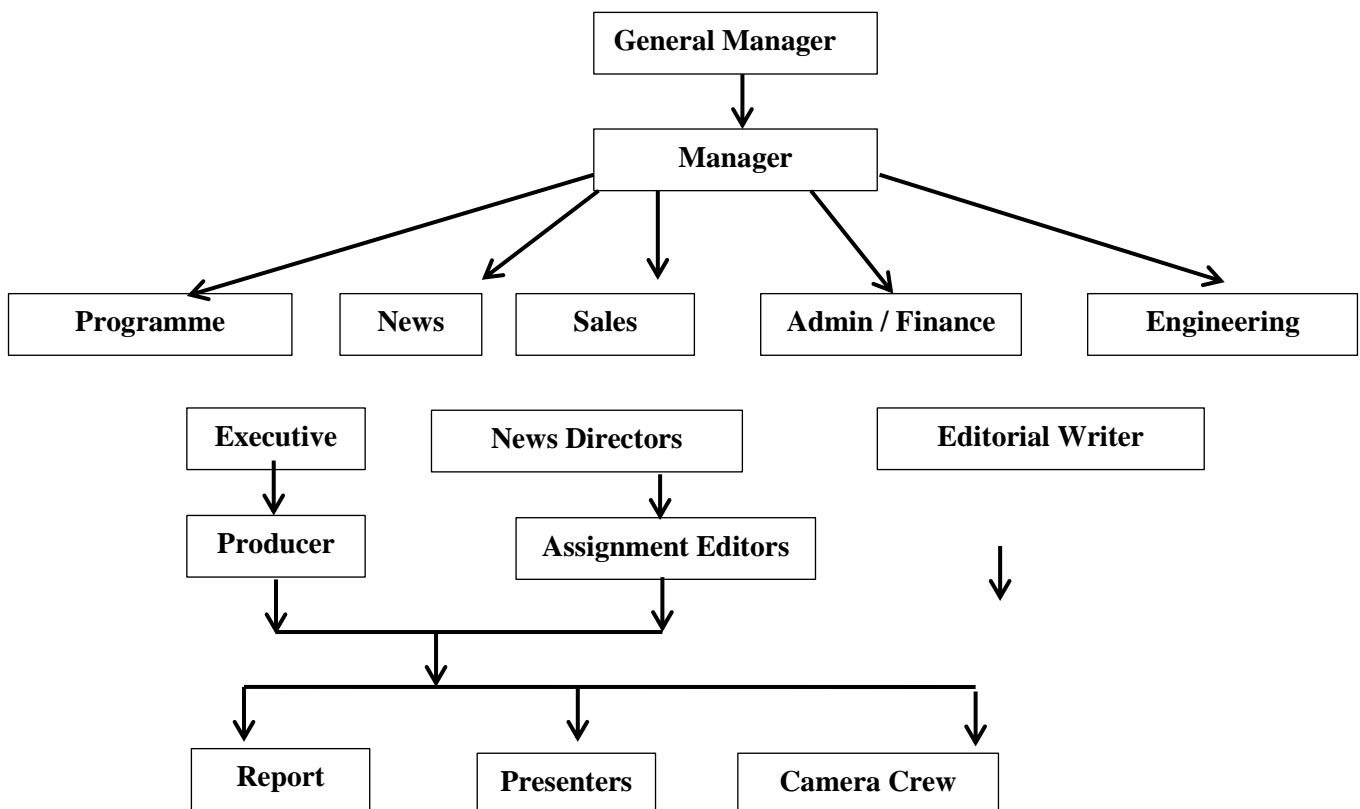 General Manager
Manager
Programme
News
Sales
Admin / Finance
Engineering
Executive
News Directors
Editorial Writer
Producer
Assignment Editors
Report
Presenters
Camera Crew